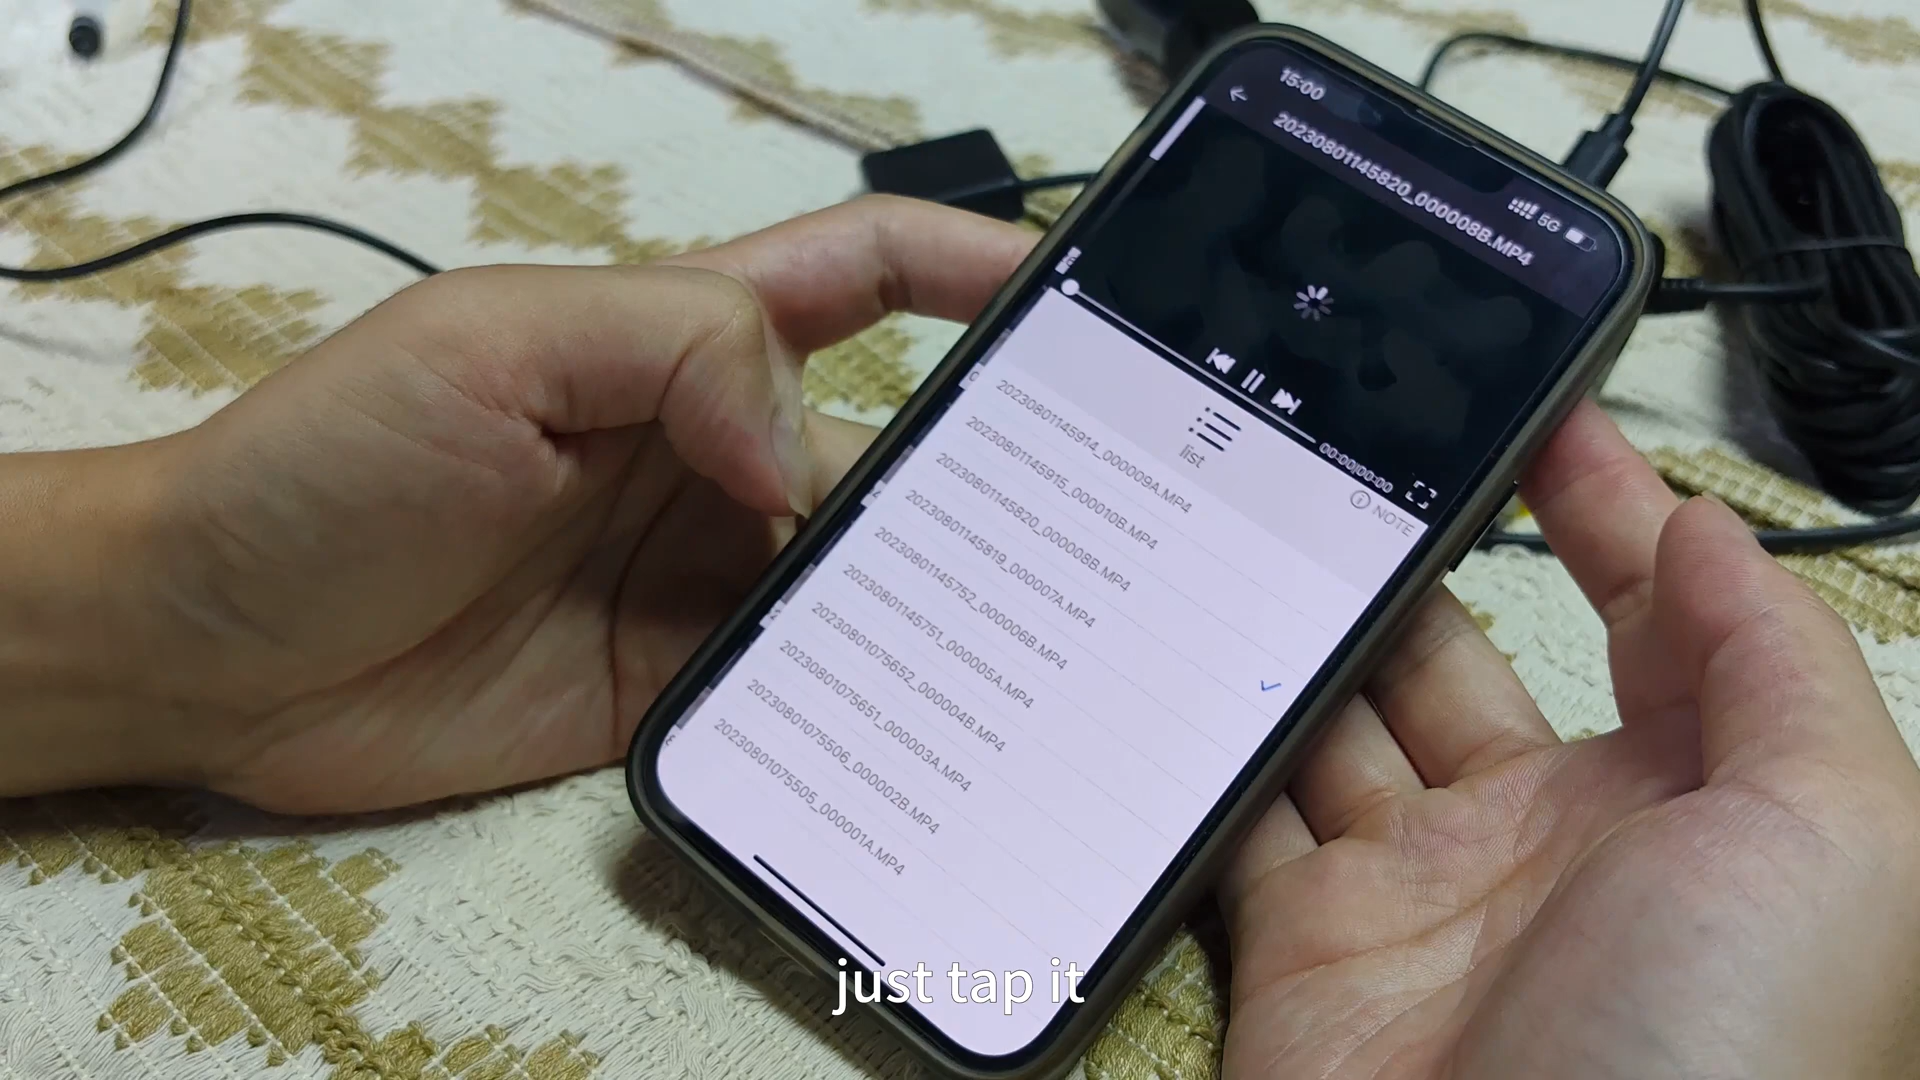 15:00
5G
20230801145820_000008B.MP4
00:00/00:00
list
NOTE
20230801145914_000009A.MP4
20230801145915_000010B.MP4
20230801145820_000008B.MP4
20230801145819_000007A.MP4
20230801145752_000006B.MP4
20230801145751_000005A.MP4
20230801075652_000004B.MP4
20230801075651_000003A.MP4
20230801075506_000002B.MP4
20230801075505_000001A.MP4
just tap it